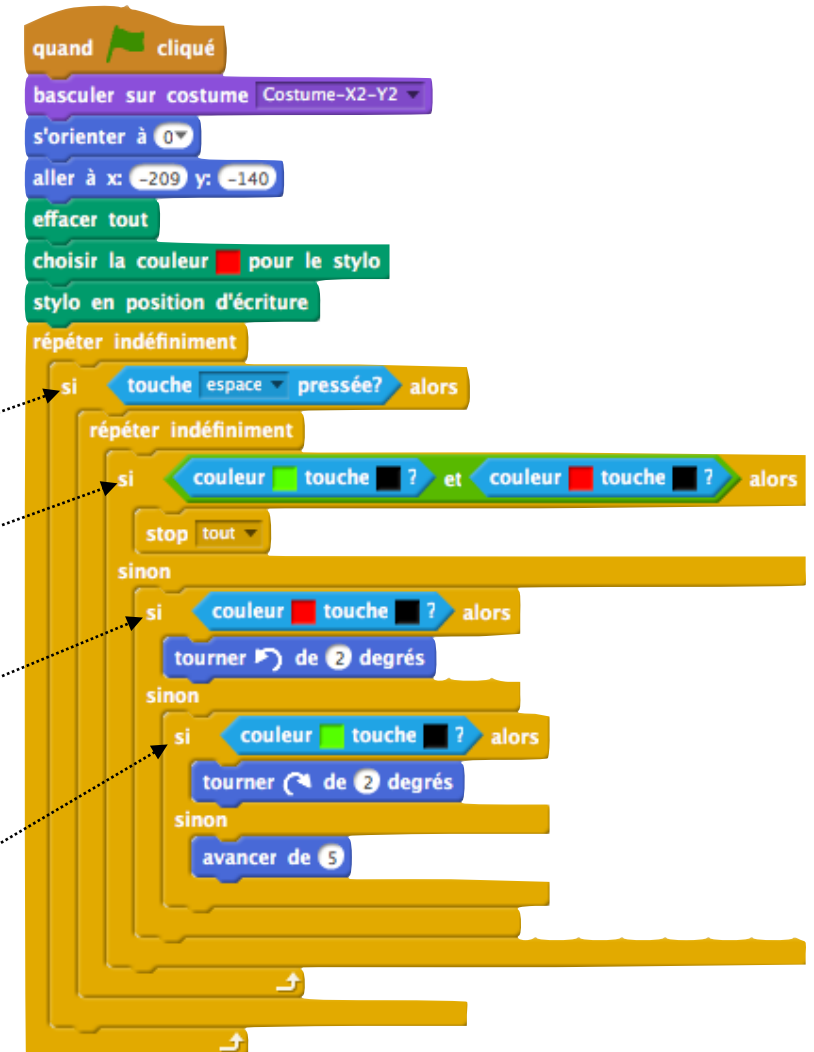 quand cliqué
basculer sur costume Costume-X2-Y2
s'orienter à 0
aller à x: -209 y: -140
effacer tout
choisir la couleur pour le stylo
stylo en position d'écriture
répéter indéfiniment
si touche espace pressée? alors
répéter indéfiniment
si couleur touche ? et couleur touche ? alors
stop tout
sinon
si couleur touche ? alors
tourner de 2 degrés
sinon
si couleur touche ? alors
tourner de 2 degrés
sinon
avancer de 5